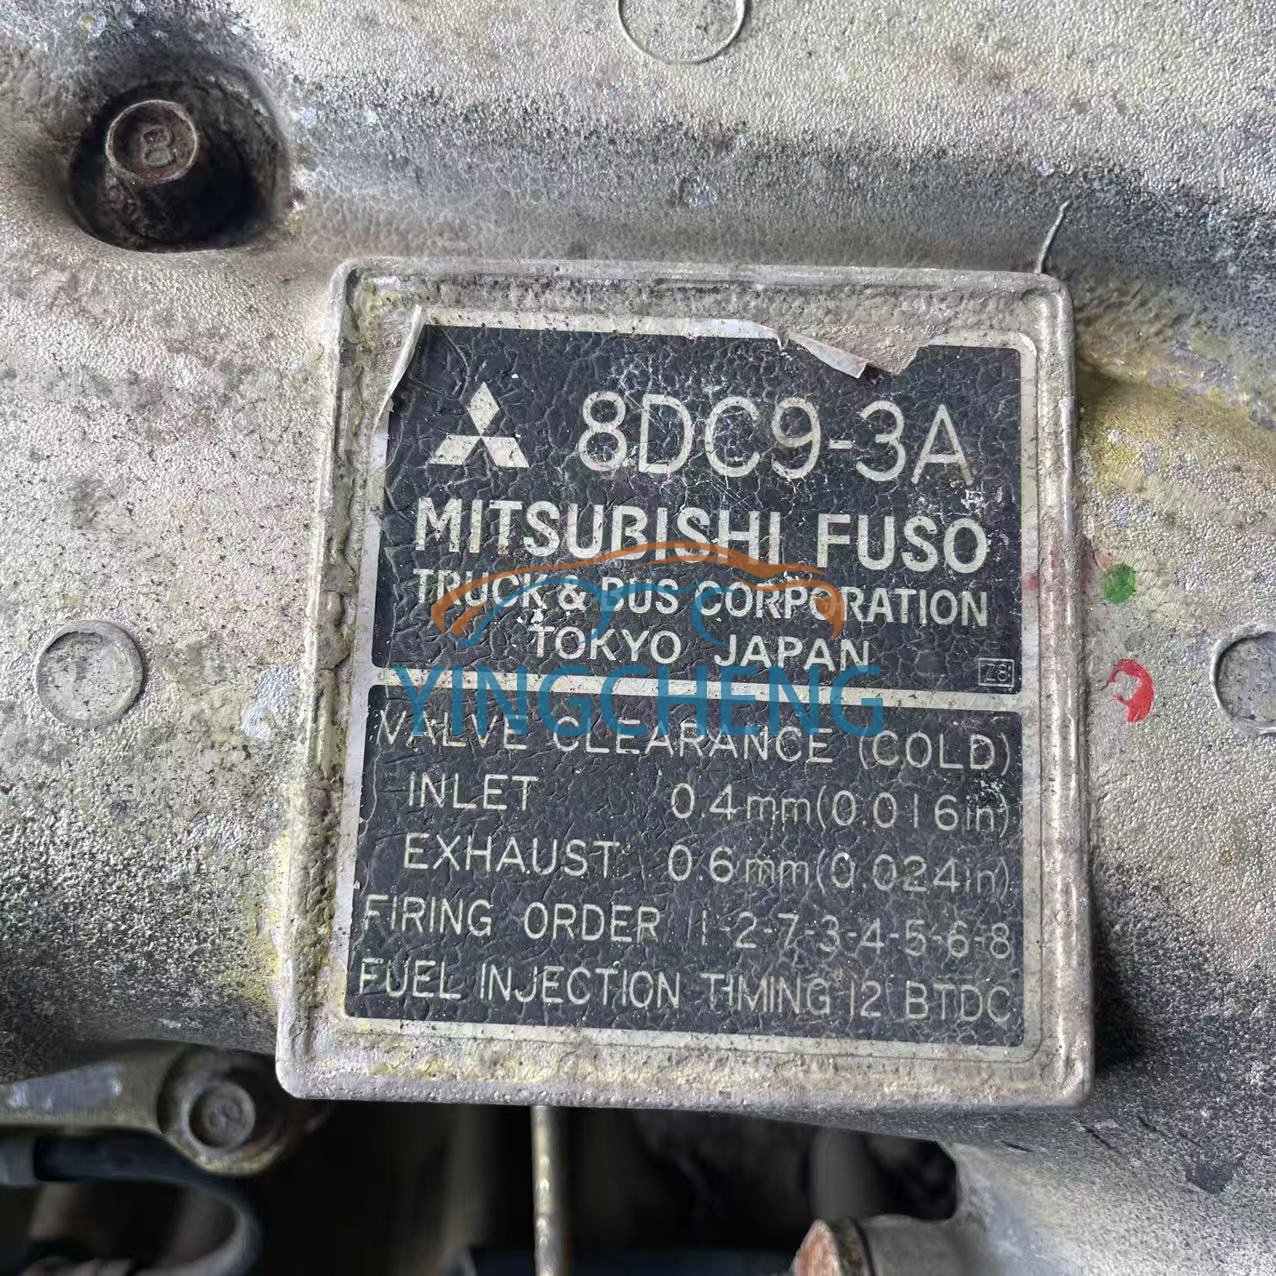 8
8DC9-3A
MITSUBISHI FUSO
TRUCK & BUS CORPORATION
TOKYO JAPAN
YINGCHENG
VALVE CLEARANCE (COLD)
INLET 0.4mm(0.016in)
EXHAUST 0.6mm(0.024in)
FIRING ORDER 1-2-7-3-4-5-6-8
FUEL INJECTION TIMING 12 BTDC